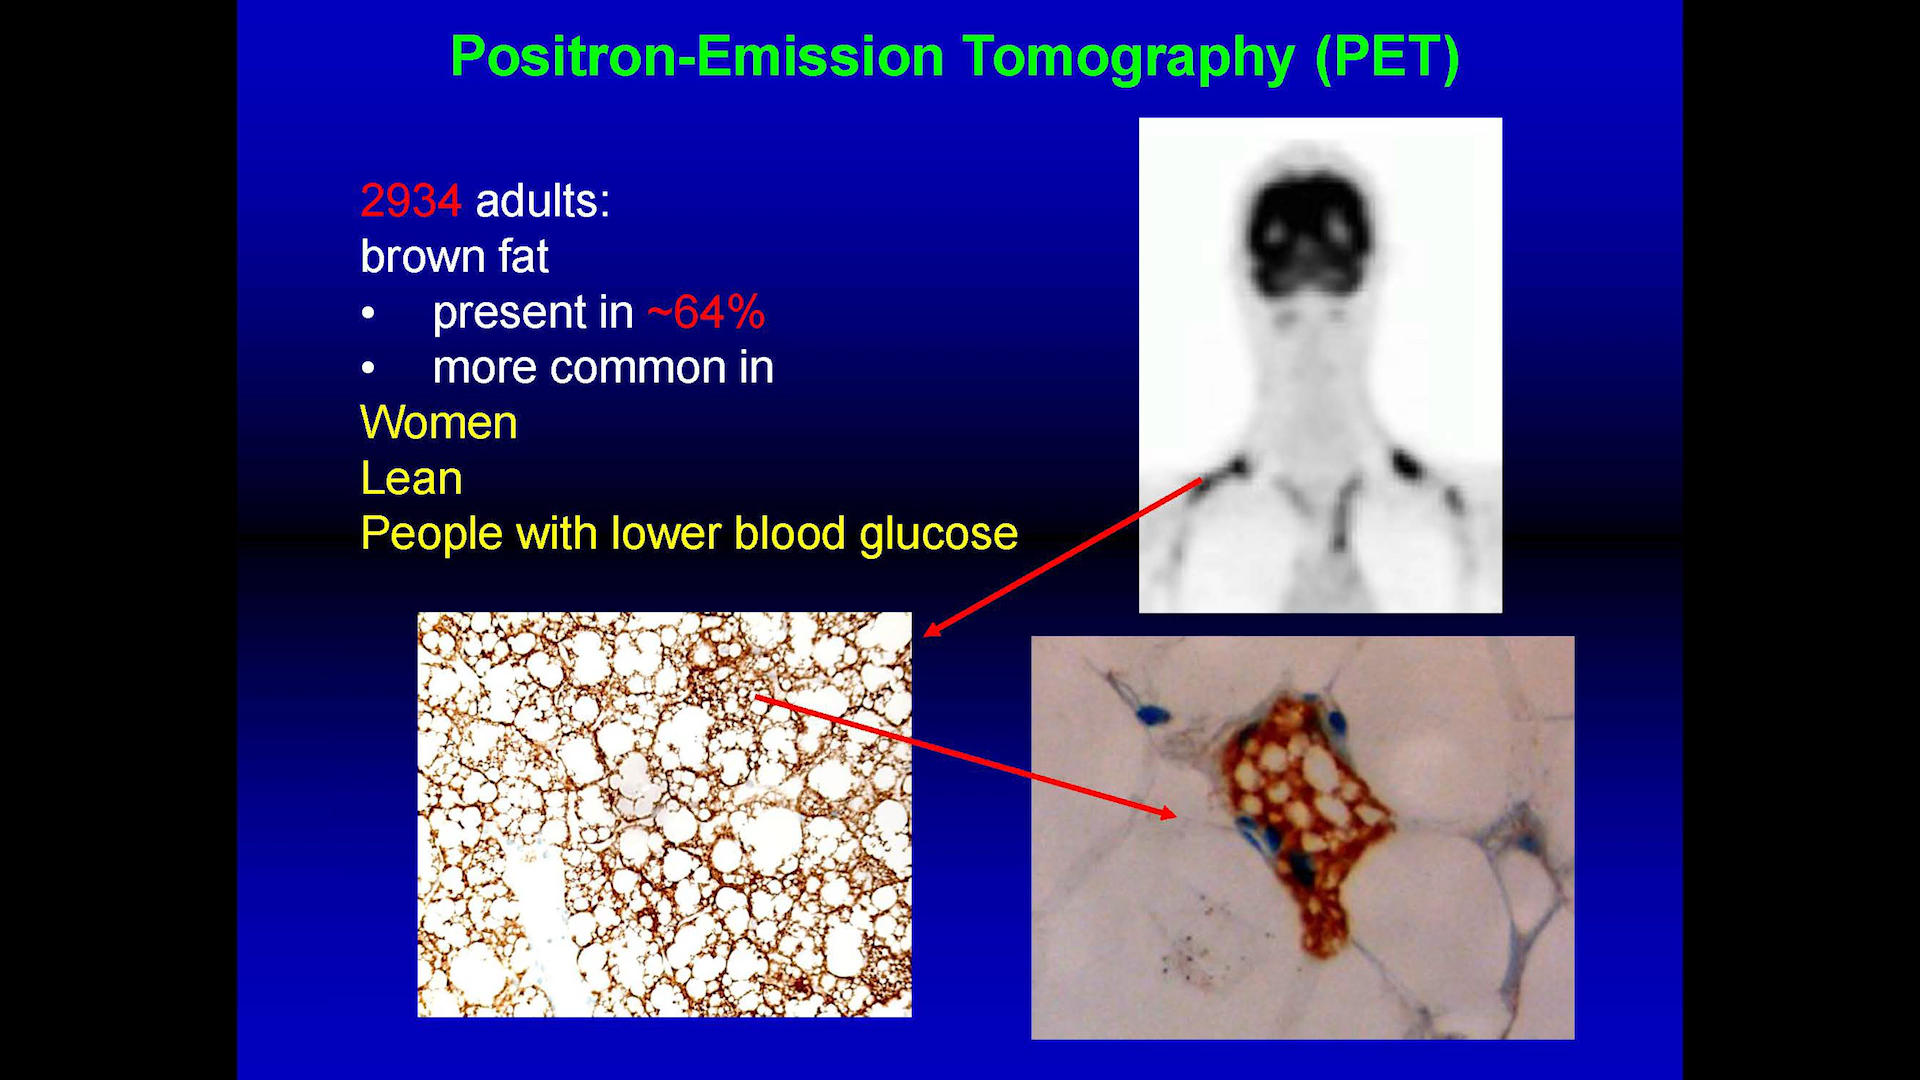 Positron-Emission Tomography (PET)
2934 adults:
brown fat
• present in ~64%
• more common in
Women
Lean
People with lower blood glucose